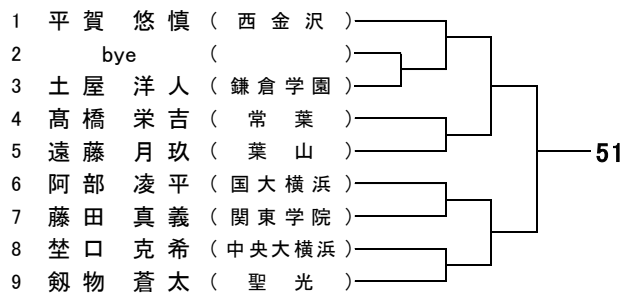 1 平賀 悠慎 (西金沢)
2 bye ( )
3 土屋 洋人 (鎌倉学園)
4 髙橋 栄吉 (常葉)
5 遠藤 月玖 (葉山)
6 阿部 凌平 (国大横浜)
7 藤田 真義 (関東学院)
8 埜口 克希 (中央大横浜)
9 剱物 蒼太 (聖光)
51